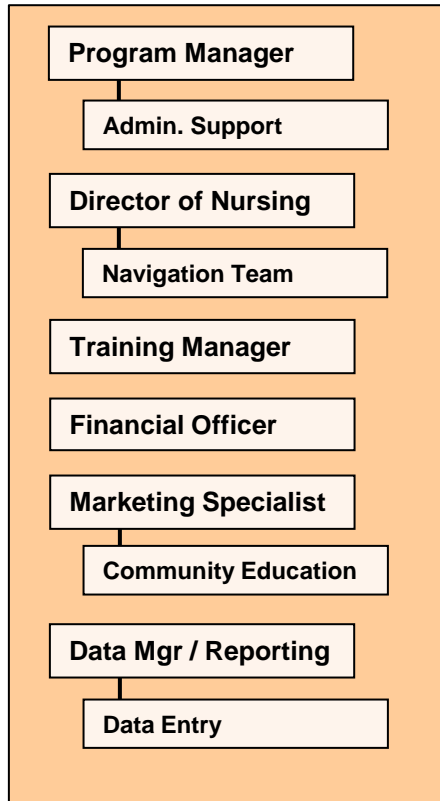 Program Manager
Admin. Support
Director of Nursing
Navigation Team
Training Manager
Financial Officer
Marketing Specialist
Community Education
Data Mgr / Reporting
Data Entry